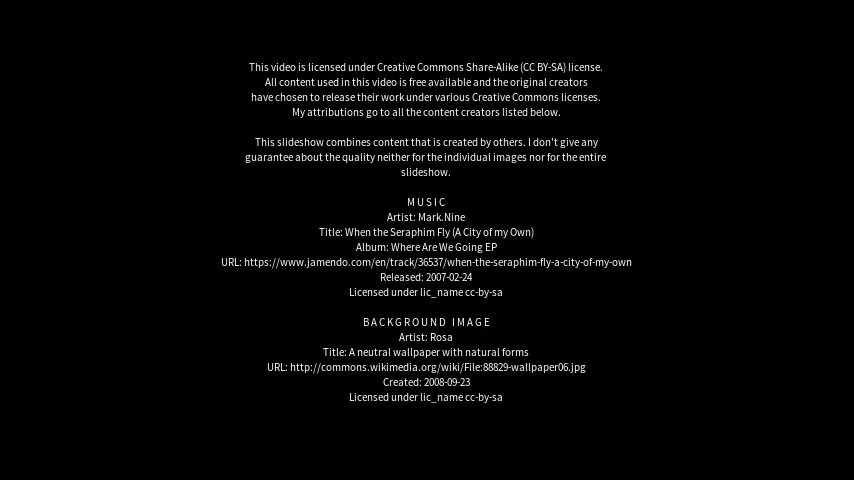 This video is licensed under Creative Commons Share-Alike (CC BY-SA) license.
All content used in this video is free available and the original creators
have chosen to release their work under various Creative Commons licenses.
My attributions go to all the content creators listed below.
This slideshow combines content that is created by others. I don't give any
guarantee about the quality neither for the individual images nor for the entire
slideshow.
MUSIC
Artist: Mark.Nine
Title: When the Seraphim Fly (A City of my Own)
Album: Where Are We Going EP
URL: https://www.jamendo.com/en/track/36537/when-the-seraphim-fly-a-city-of-my-own
Released: 2007-02-24
Licensed under lic_name cc-by-sa
BACKGROUND IMAGE
Artist: Rosa
Title: A neutral wallpaper with natural forms
URL: http://commons.wikimedia.org/wiki/File:88829-wallpaper06.jpg
Created: 2008-09-23
Licensed under lic_name cc-by-sa